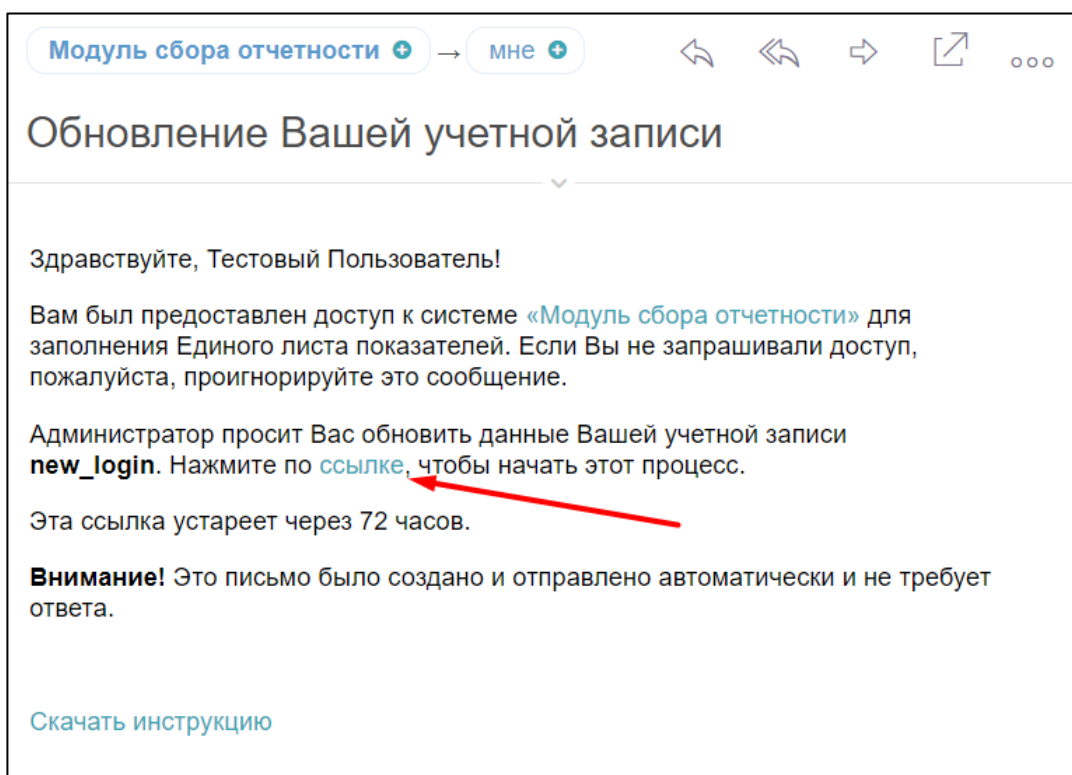 Модуль сбора отчетности → мне
Обновление Вашей учетной записи
Здравствуйте, Тестовый Пользователь!
Вам был предоставлен доступ к системе «Модуль сбора отчетности» для
заполнения Единого листа показателей. Если Вы не запрашивали доступ,
пожалуйста, проигнорируйте это сообщение.
Администратор просит Вас обновить данные Вашей учетной записи
new_login. Нажмите по ссылке, чтобы начать этот процесс.
Эта ссылка устареет через 72 часов.
Внимание! Это письмо было создано и отправлено автоматически и не требует
ответа.
Скачать инструкцию